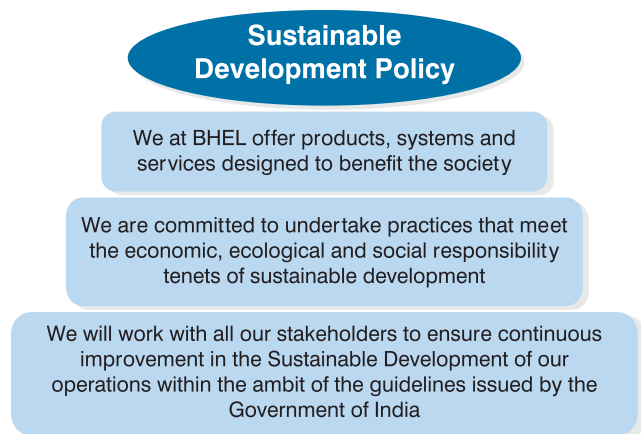 Sustainable
Development Policy
We at BHEL offer products, systems and
services designed to benefit the society
We are committed to undertake practices that meet
the economic, ecological and social responsibility
tenets of sustainable development
We will work with all our stakeholders to ensure continuous
improvement in the Sustainable Development of our
operations within the ambit of the guidelines issued by the
Government of India